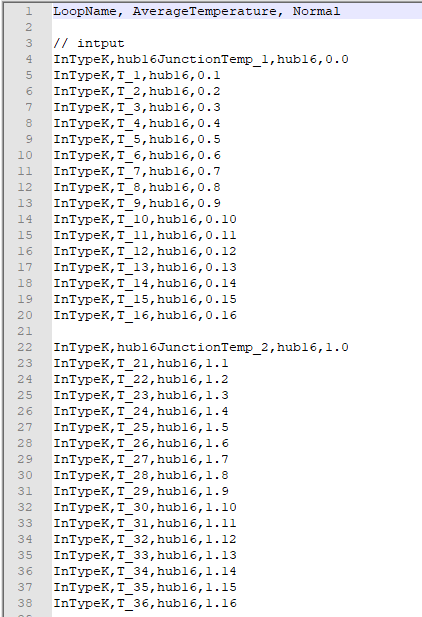 1 LoopName, AverageTemperature, Normal
2
3 // intput
4 InTypeK,hub16JunctionTemp_1,hub16,0.0
5 InTypeK,T_1,hub16,0.1
6 InTypeK,T_2,hub16,0.2
7 InTypeK,T_3,hub16,0.3
8 InTypeK,T_4,hub16,0.4
9 InTypeK,T_5,hub16,0.5
10 InTypeK,T_6,hub16,0.6
11 InTypeK,T_7,hub16,0.7
12 InTypeK,T_8,hub16,0.8
13 InTypeK,T_9,hub16,0.9
14 InTypeK,T_10,hub16,0.10
15 InTypeK,T_11,hub16,0.11
16 InTypeK,T_12,hub16,0.12
17 InTypeK,T_13,hub16,0.13
18 InTypeK,T_14,hub16,0.14
19 InTypeK,T_15,hub16,0.15
20 InTypeK,T_16,hub16,0.16
21
22 InTypeK,hub16JunctionTemp_2,hub16,1.0
23 InTypeK,T_21,hub16,1.1
24 InTypeK,T_22,hub16,1.2
25 InTypeK,T_23,hub16,1.3
26 InTypeK,T_24,hub16,1.4
27 InTypeK,T_25,hub16,1.5
28 InTypeK,T_26,hub16,1.6
29 InTypeK,T_27,hub16,1.7
30 InTypeK,T_28,hub16,1.8
31 InTypeK,T_29,hub16,1.9
32 InTypeK,T_30,hub16,1.10
33 InTypeK,T_31,hub16,1.11
34 InTypeK,T_32,hub16,1.12
35 InTypeK,T_33,hub16,1.13
36 InTypeK,T_34,hub16,1.14
37 InTypeK,T_35,hub16,1.15
38 InTypeK,T_36,hub16,1.16